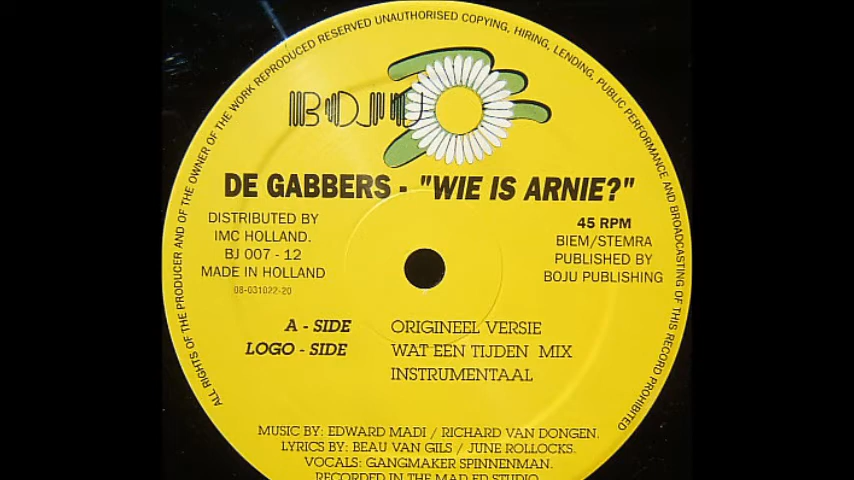 ALL RIGHTS OF THE PRODUCER AND OF THE OWNER OF THE WORK REPRODUCED RESERVED UNAUTHORISED COPYING, HIRING, LENDING, PUBLIC PERFORMANCE AND BROADCASTING OF THIS RECORD PROHIBITED
BOJU
DE GABBERS - "WIE IS ARNIE?"
DISTRIBUTED BY
IMC HOLLAND.
BJ 007 - 12
MADE IN HOLLAND
08-031022-20
45 RPM
BIEM/STEMRA
PUBLISHED BY
BOJU PUBLISHING
A - SIDE ORIGINEEL VERSIE
LOGO - SIDE WAT EEN TIJDEN MIX
INSTRUMENTAAL
MUSIC BY: EDWARD MADI / RICHARD VAN DONGEN.
LYRICS BY: BEAU VAN GILS / JUNE ROLLOCKS.
VOCALS: GANGMAKER SPINNENMAN.
RECORDED IN THE MAD ED STUDIO